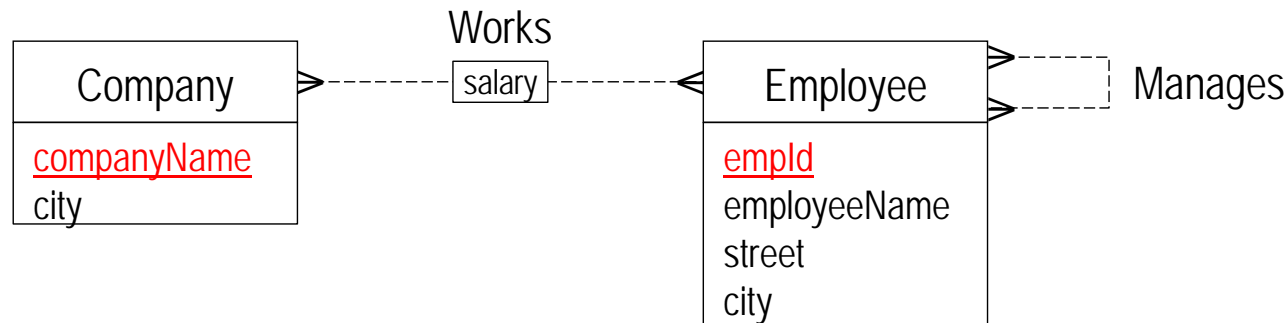 Works
Company
salary
Employee
Manages
companyName
city
empId
employeeName
street
city